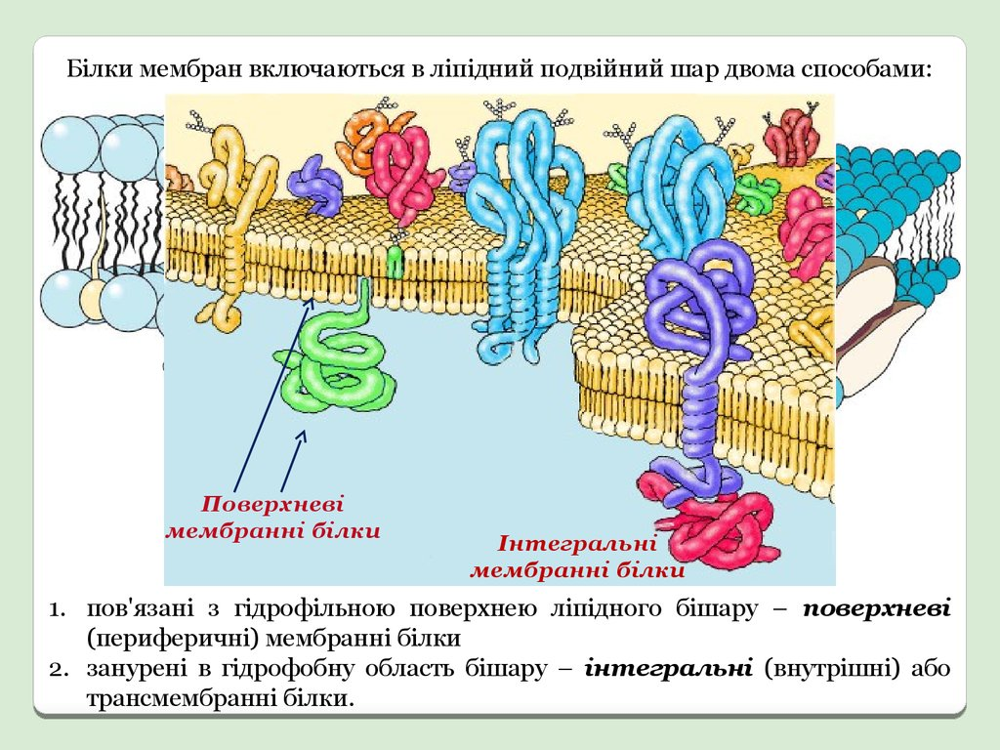 Білки мембран включаються в ліпідний подвійний шар двома способами:
Поверхневі
мембранні білки
Інтегральні
мембранні білки
1. пов'язані з гідрофільною поверхнею ліпідного бішару – поверхневі
(периферичні) мембранні білки
2. занурені в гідрофобну область бішару – інтегральні (внутрішні) або
трансмембранні білки.